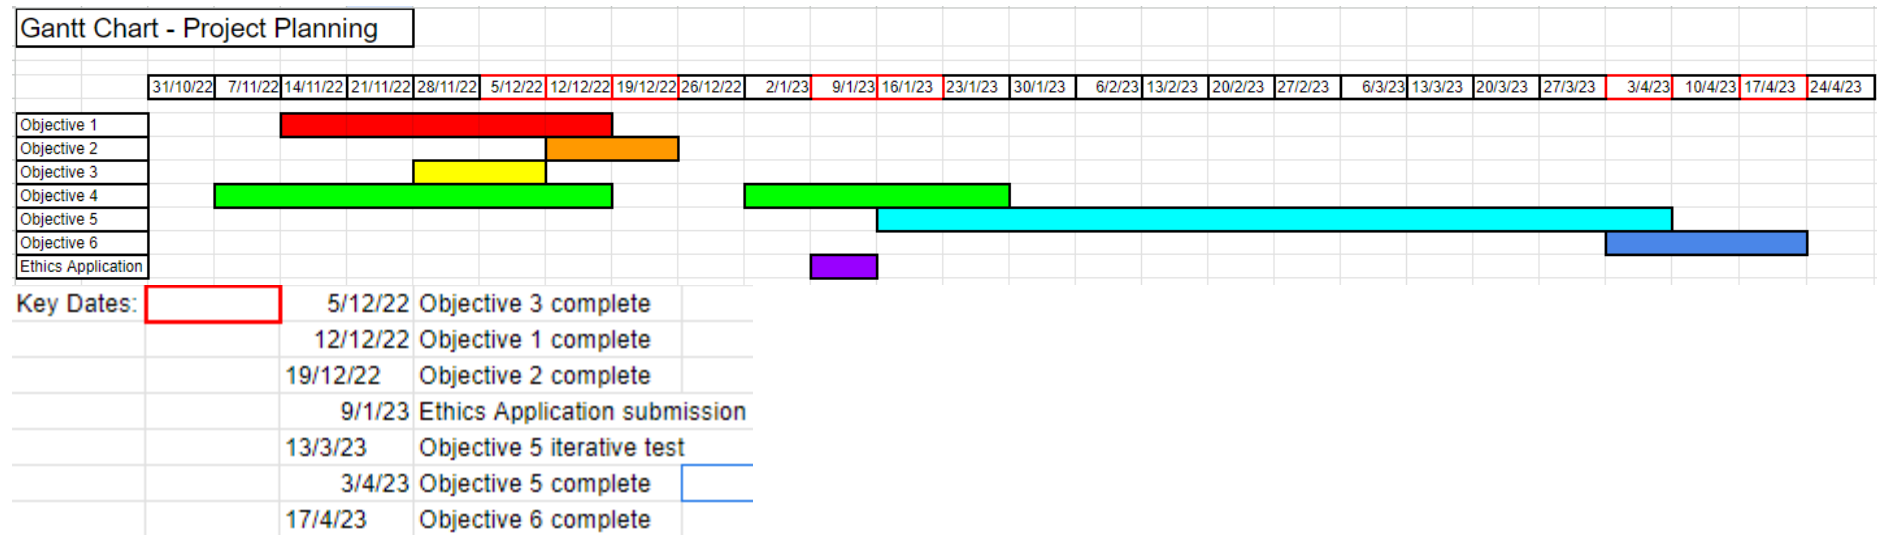 Gantt Chart - Project Planning
31/10/22 7/11/22 14/11/22 21/11/22 28/11/22 5/12/22 12/12/22 19/12/22 26/12/22 2/1/23 9/1/23 16/1/23 23/1/23 30/1/23 6/2/23 13/2/23 20/2/23 27/2/23 6/3/23 13/3/23 20/3/23 27/3/23 3/4/23 10/4/23 17/4/23 24/4/23
Objective 1
Objective 2
Objective 3
Objective 4
Objective 5
Objective 6
Ethics Application
Key Dates: 5/12/22 Objective 3 complete
12/12/22 Objective 1 complete
19/12/22 Objective 2 complete
9/1/23 Ethics Application submission
13/3/23 Objective 5 iterative test
3/4/23 Objective 5 complete
17/4/23 Objective 6 complete